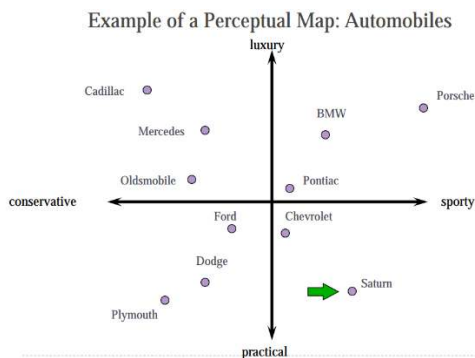 Example of a Perceptual Map: Automobiles
luxury
Cadillac
Porsche
BMW
Mercedes
Oldsmobile
Pontiac
conservative
sporty
Ford
Chevrolet
Dodge
Saturn
Plymouth
practical